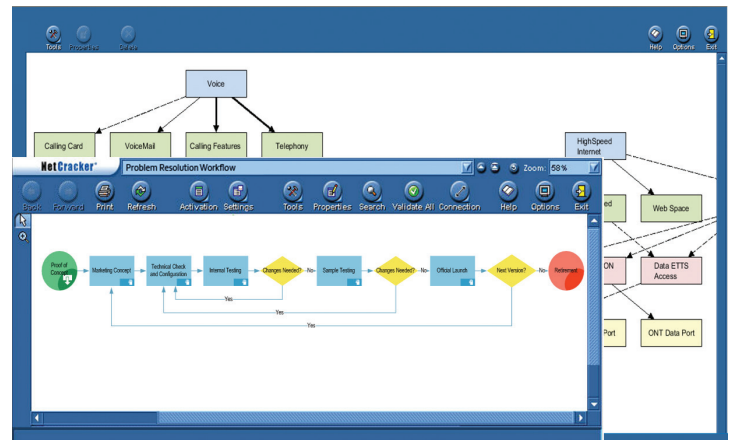 Tools Properties Delete
Help Options Exit
Voice
Calling Card
VoiceMail
Calling Features
Telephony
HighSpeed
Internet
Web Space
ed
ON
Data ETTS
Access
Port
ONT Data Port
NetCracker
Problem Resolution Workflow
Zoom: 58%
Back Forward Print Refresh Activation Settings Tools Properties Search Validate All Connection Help Options Exit
Proof of
Concept
Marketing Concept
Technical Check
and Configuration
Internal Testing
Changes Needed?
No
Sample Testing
Changes Needed?
No
Official Launch
Next Version?
No
Retirement
Yes
Yes
Yes